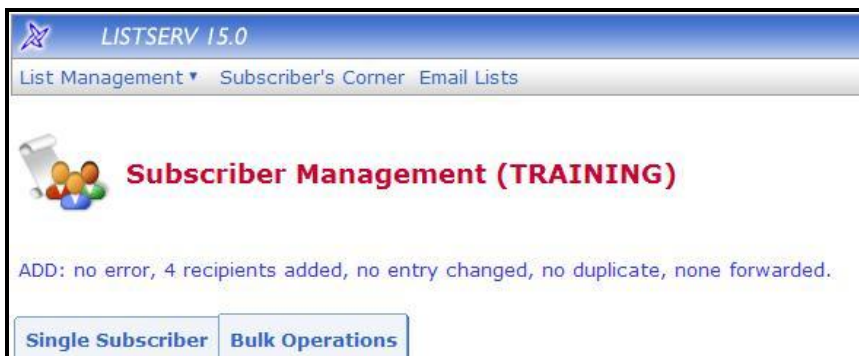 LISTSERV 15.0
List Management ▾ Subscriber's Corner Email Lists
Subscriber Management (TRAINING)
ADD: no error, 4 recipients added, no entry changed, no duplicate, none forwarded.
Single Subscriber Bulk Operations